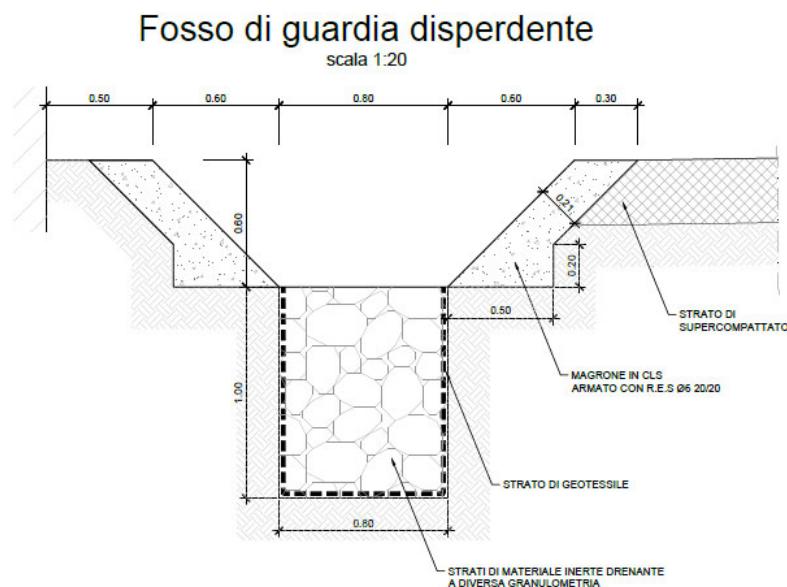 Fosso di guardia disperdente
scala 1:20
0.50
0.60
0.80
0.60
0.30
0.60
0.21
0.20
0.50
STRATO DI
SUPERCOMPATTATO
MAGRONE IN CLS
ARMATO CON R.E.S Ø6 20/20
1.00
STRATO DI GEOTESSILE
0.80
STRATI DI MATERIALE INERTE DRENANTE
A DIVERSA GRANULOMETRIA